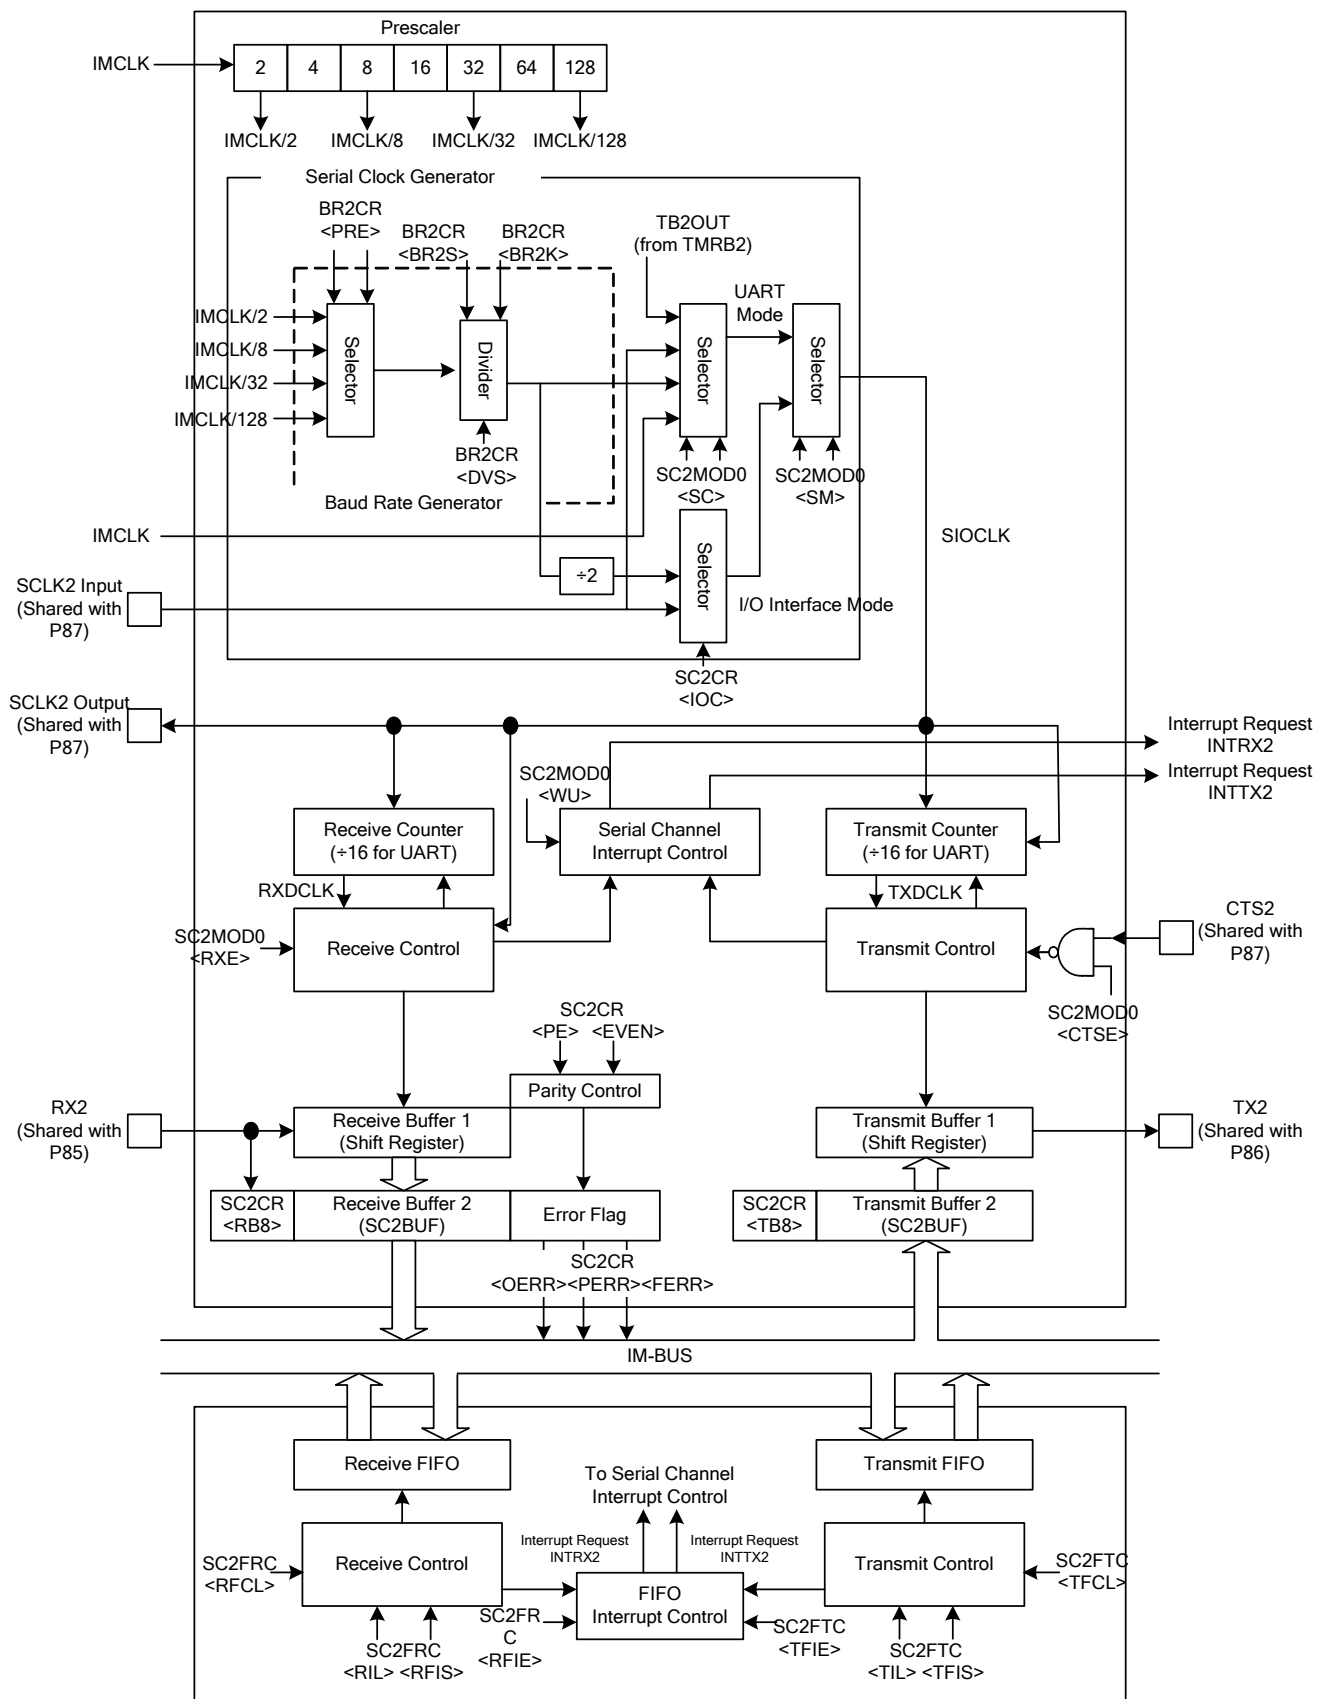 Prescaler
IMCLK
2 4 8 16 32 64 128
IMCLK/2 IMCLK/8 IMCLK/32 IMCLK/128
Serial Clock Generator
BR2CR
<PRE>
BR2CR
<BR2S>
BR2CR
<BR2K>
TB2OUT
(from TMRB2)
UART
Mode
IMCLK/2
IMCLK/8
IMCLK/32
IMCLK/128
Selector
Divider
Selector
Selector
BR2CR
<DVS>
SC2MOD0
<SC>
SC2MOD0
<SM>
Baud Rate Generator
IMCLK
SIOCLK
÷2
Selector
SCLK2 Input
(Shared with
P87)
I/O Interface Mode
SC2CR
<IOC>
SCLK2 Output
(Shared with
P87)
Interrupt Request
INTRX2
Interrupt Request
INTTX2
SC2MOD0
<WU>
Receive Counter
(÷16 for UART)
Serial Channel
Interrupt Control
Transmit Counter
(÷16 for UART)
RXDCLK
TXDCLK
SC2MOD0
<RXE>
Receive Control
Transmit Control
CTS2
(Shared with
P87)
SC2MOD0
<CTSE>
SC2CR
<PE> <EVEN>
Parity Control
RX2
(Shared with
P85)
Receive Buffer 1
(Shift Register)
Transmit Buffer 1
(Shift Register)
TX2
(Shared with
P86)
SC2CR
<RB8>
Receive Buffer 2
(SC2BUF)
Error Flag
SC2CR
<TB8>
Transmit Buffer 2
(SC2BUF)
SC2CR
<OERR><PERR><FERR>
IM-BUS
Receive FIFO
Transmit FIFO
To Serial Channel
Interrupt Control
Interrupt Request
INTRX2
Interrupt Request
INTTX2
SC2FRC
<RFCL>
Receive Control
Transmit Control
SC2FTC
<TFCL>
FIFO
Interrupt Control
SC2FR
C
<RFIE>
SC2FTC
<TFIE>
SC2FRC
<RIL> <RFIS>
SC2FTC
<TIL> <TFIS>